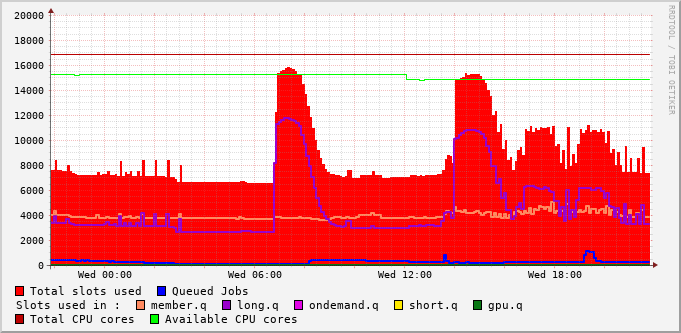 20000
18000
16000
14000
12000
10000
8000
6000
4000
2000
0
Wed 00:00 Wed 06:00 Wed 12:00 Wed 18:00
RRDTOOL / TOBI OETIKER
Total slots used Queued Jobs
Slots used in : member.q long.q ondemand.q short.q gpu.q
Total CPU cores Available CPU cores